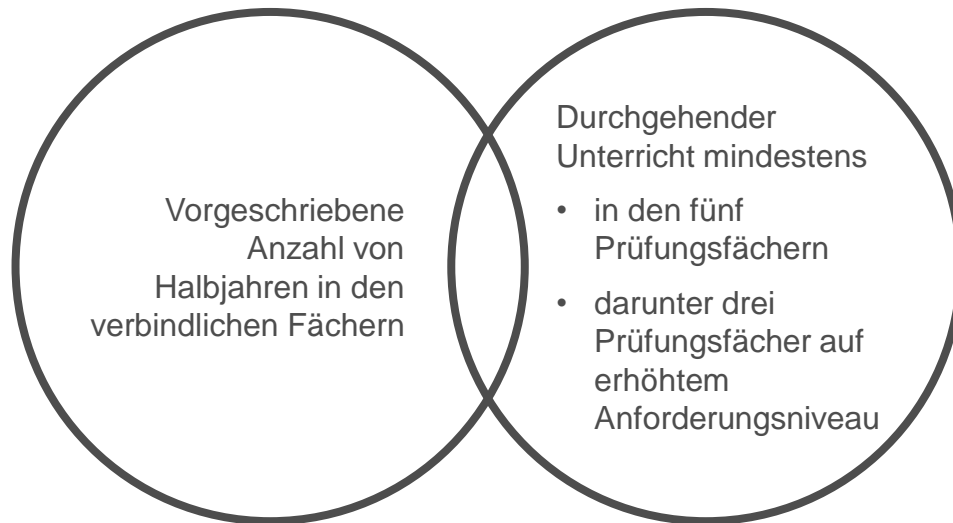 Vorgeschriebene
Anzahl von
Halbjahren in den
verbindlichen Fächern
Durchgehender
Unterricht mindestens
• in den fünf
Prüfungsfächern
• darunter drei
Prüfungsfächer auf
erhöhtem
Anforderungsniveau